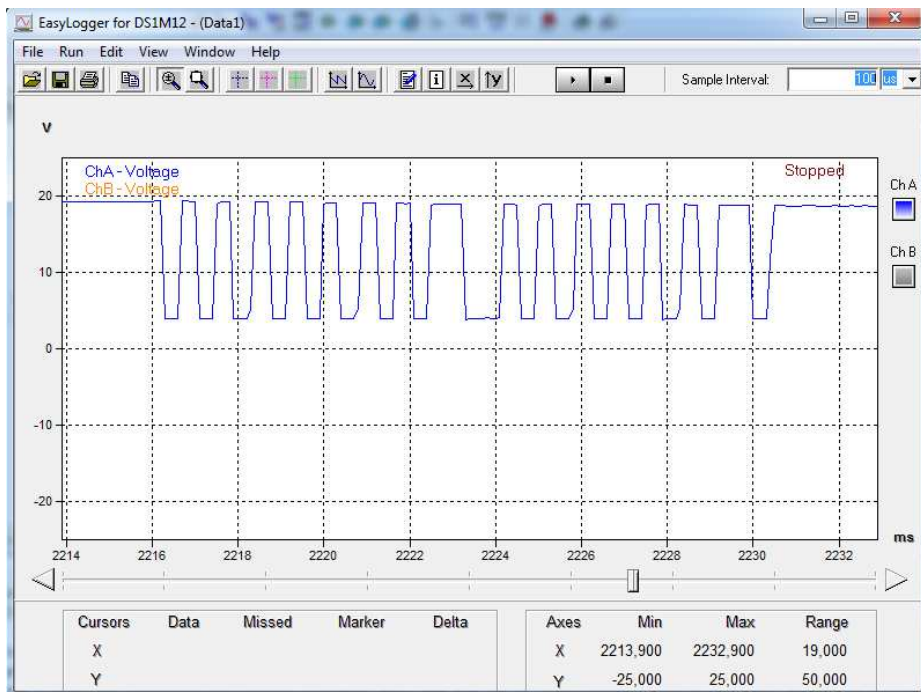 EasyLogger for DS1M12 - (Data1)
File Run Edit View Window Help
Sample Interval: 100 us
V
ChA - Voltage
ChB - Voltage
Stopped
Ch A
Ch B
20
10
0
-10
-20
ms
2214 2216 2218 2220 2222 2224 2226 2228 2230 2232
Cursors Data Missed Marker Delta
X
Y
Axes Min Max Range
X 2213,900 2232,900 19,000
Y -25,000 25,000 50,000